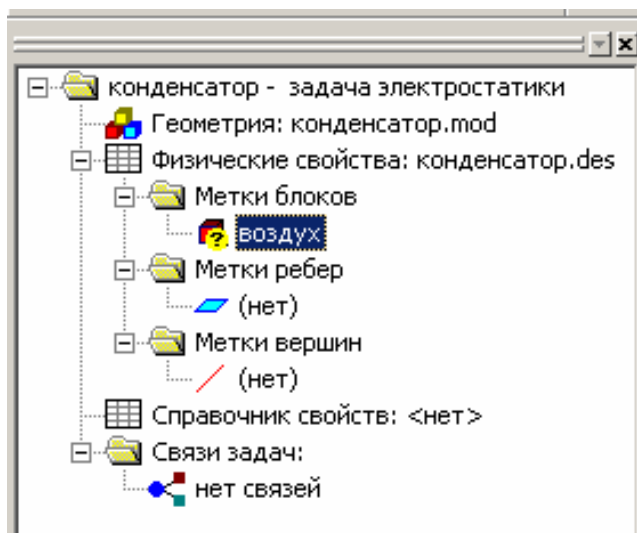 конденсатор - задача электростатики
Геометрия: конденсатор.mod
Физические свойства: конденсатор.des
Метки блоков
воздух
Метки ребер
(нет)
Метки вершин
(нет)
Справочник свойств: <нет>
Связи задач:
нет связей